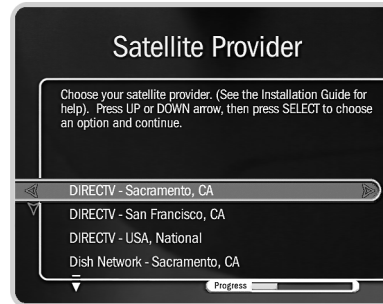 Satellite Provider
Choose your satellite provider. (See the Installation Guide for
help).  Press UP or DOWN arrow, then press SELECT to choose
an option and continue.
DIRECTV - Sacramento, CA
DIRECTV - San Francisco, CA
DIRECTV - USA, National
Dish Network - Sacramento, CA
Progress